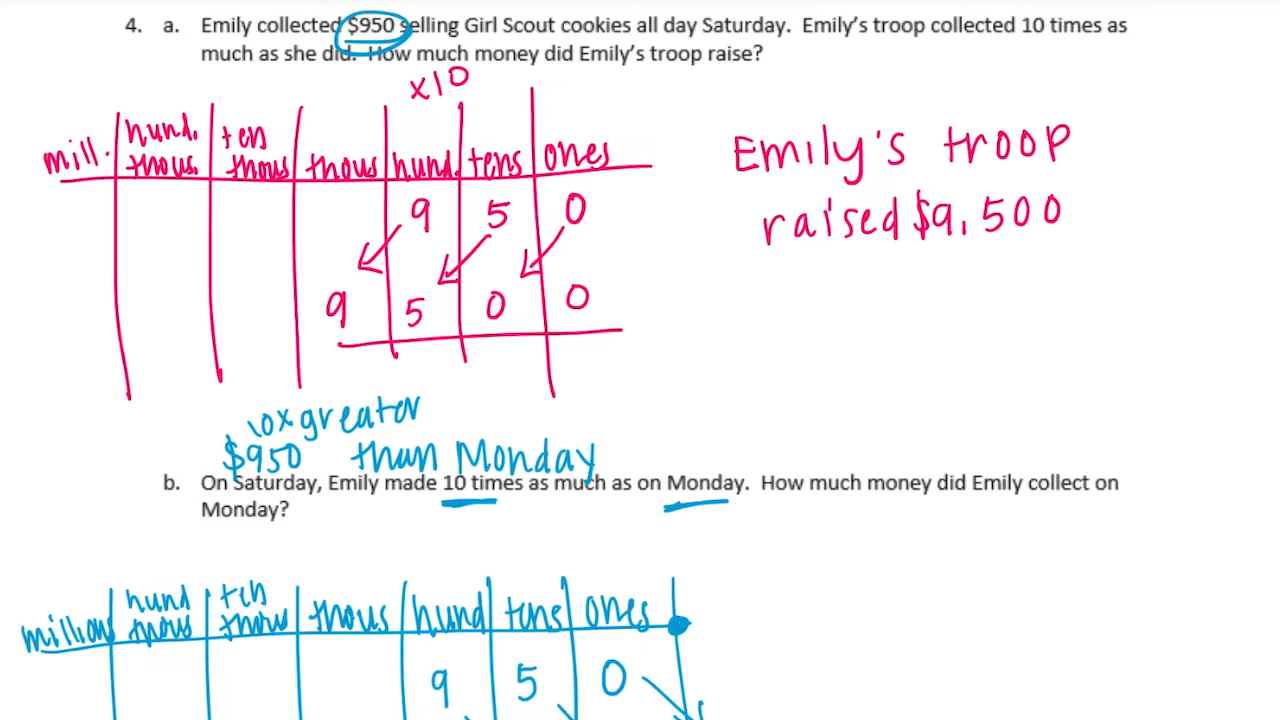 4. a. Emily collected $950 selling Girl Scout cookies all day Saturday. Emily's troop collected 10 times as
much as she did. How much money did Emily's troop raise?
x10
mill. hund. thous. ten thous thous hund. tens ones
9 5 0
9 5 0 0
Emily's troop
raised $9,500
10x greater
$950 than Monday
b. On Saturday, Emily made 10 times as much as on Monday. How much money did Emily collect on
Monday?
million hund thous ten thous thous hund tens ones
9 5 0